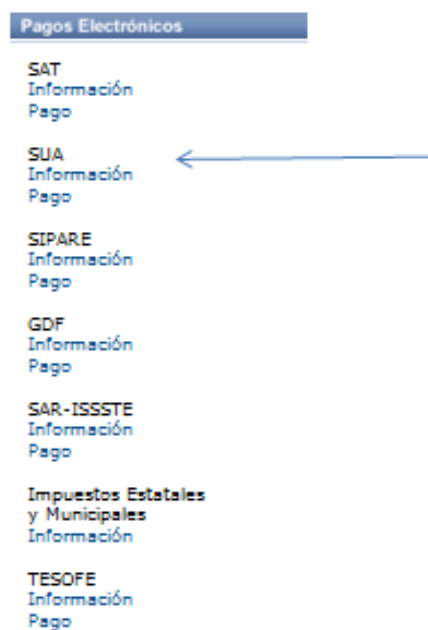 Pagos Electrónicos
SAT
Información
Pago
SUA
Información
Pago
SIPARE
Información
Pago
GDF
Información
Pago
SAR-ISSSTE
Información
Pago
Impuestos Estatales
y Municipales
Información
TESOFE
Información
Pago